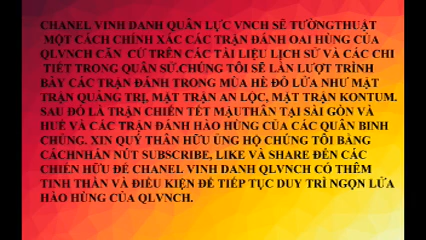 CHANEL VINH DANH QUÂN LỰC VNCH SẼ TƯỜNGTHUẬT
MỘT CÁCH CHÍNH XÁC CÁC TRẬN ĐÁNH OAI HÙNG CỦA
QLVNCH CĂN CỨ TRÊN CÁC TÀI LIỆU LỊCH SỬ VÀ CÁC CHI
TIẾT TRONG QUÂN SỬ.CHÚNG TÔI SẼ LẦN LƯỢT TRÌNH
BÀY CÁC TRẬN ĐÁNH TRONG MÙA HÈ ĐỎ LỬA NHƯ MẶT
TRẬN QUẢNG TRỊ, MẶT TRẬN AN LỘC, MẶT TRẬN KONTUM.
SAU ĐÓ LÀ TRẬN CHIẾN TẾT MẬUTHÂN TẠI SÀI GÒN VÀ
HUẾ VÀ CÁC TRẬN ĐÁNH HÀO HÙNG CỦA CÁC QUÂN BINH
CHỦNG. XIN QUÝ THÂN HỮU ỦNG HỘ CHÚNG TÔI BẰNG
CÁCHNHẤN NÚT SUBSCRIBE, LIKE VÀ SHARE ĐẾN CÁC
CHIẾN HỮU ĐỂ CHANEL VINH DANH QLVNCH CÓ THÊM
TINH THẦN VÀ ĐIỀU KIỆN ĐỂ TIẾP TỤC DUY TRÌ NGỌN LỬA
HÀO HÙNG CỦA QLVNCH.